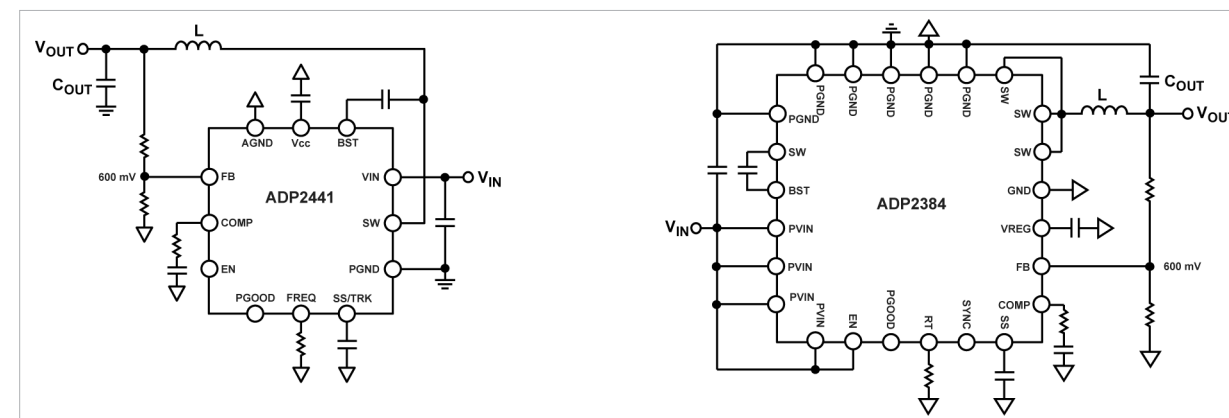 L
VOUT
COUT
AGND
Vcc
BST
600 mV
FB
VIN
VIN
ADP2441
COMP
SW
EN
PGND
PGOOD
FREQ
SS/TRK
PGND
PGND
PGND
PGND
PGND
SW
COUT
PGND
SW
L
VOUT
SW
SW
BST
GND
ADP2384
VIN
PVIN
VREG
PVIN
FB
600 mV
PVIN
COMP
PVIN
EN
PGOOD
RT
SYNC
SS